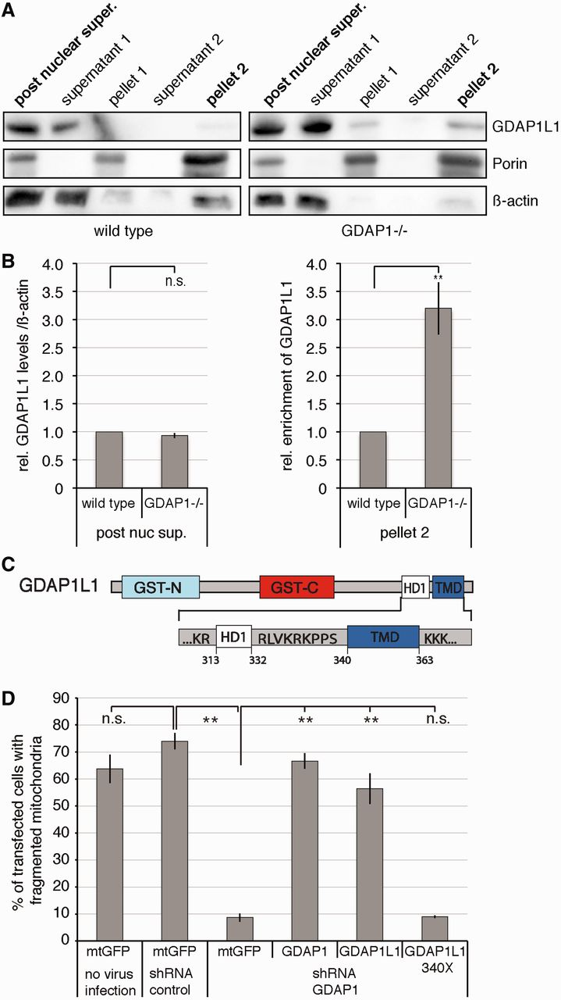 A
post nuclear super.
supernatant 1
pellet 1
supernatant 2
pellet 2
post nuclear super.
supernatant 1
pellet 1
supernatant 2
pellet 2
GDAP1L1
Porin
ß-actin
wild type
GDAP1-/-
B
rel. GDAP1L1 levels /ß-actin
4.0
3.5
3.0
2.5
2.0
1.5
1.0
0.5
0
n.s.
wild type
GDAP1-/-
post nuc sup.
rel. enrichment of GDAP1L1
4.0
3.5
3.0
2.5
2.0
1.5
1.0
0.5
0
**
wild type
GDAP1-/-
pellet 2
C
GDAP1L1
GST-N
GST-C
HD1
TMD
...KR
HD1
RLVKRKPPS
TMD
KKK...
313
332
340
363
D
% of transfected cells with
fragmented mitochondria
90
80
70
60
50
40
30
20
10
0
n.s.
**
**
**
n.s.
mtGFP
mtGFP
mtGFP
GDAP1
GDAP1L1
GDAP1L1
340X
no virus
infection
shRNA
control
shRNA
GDAP1